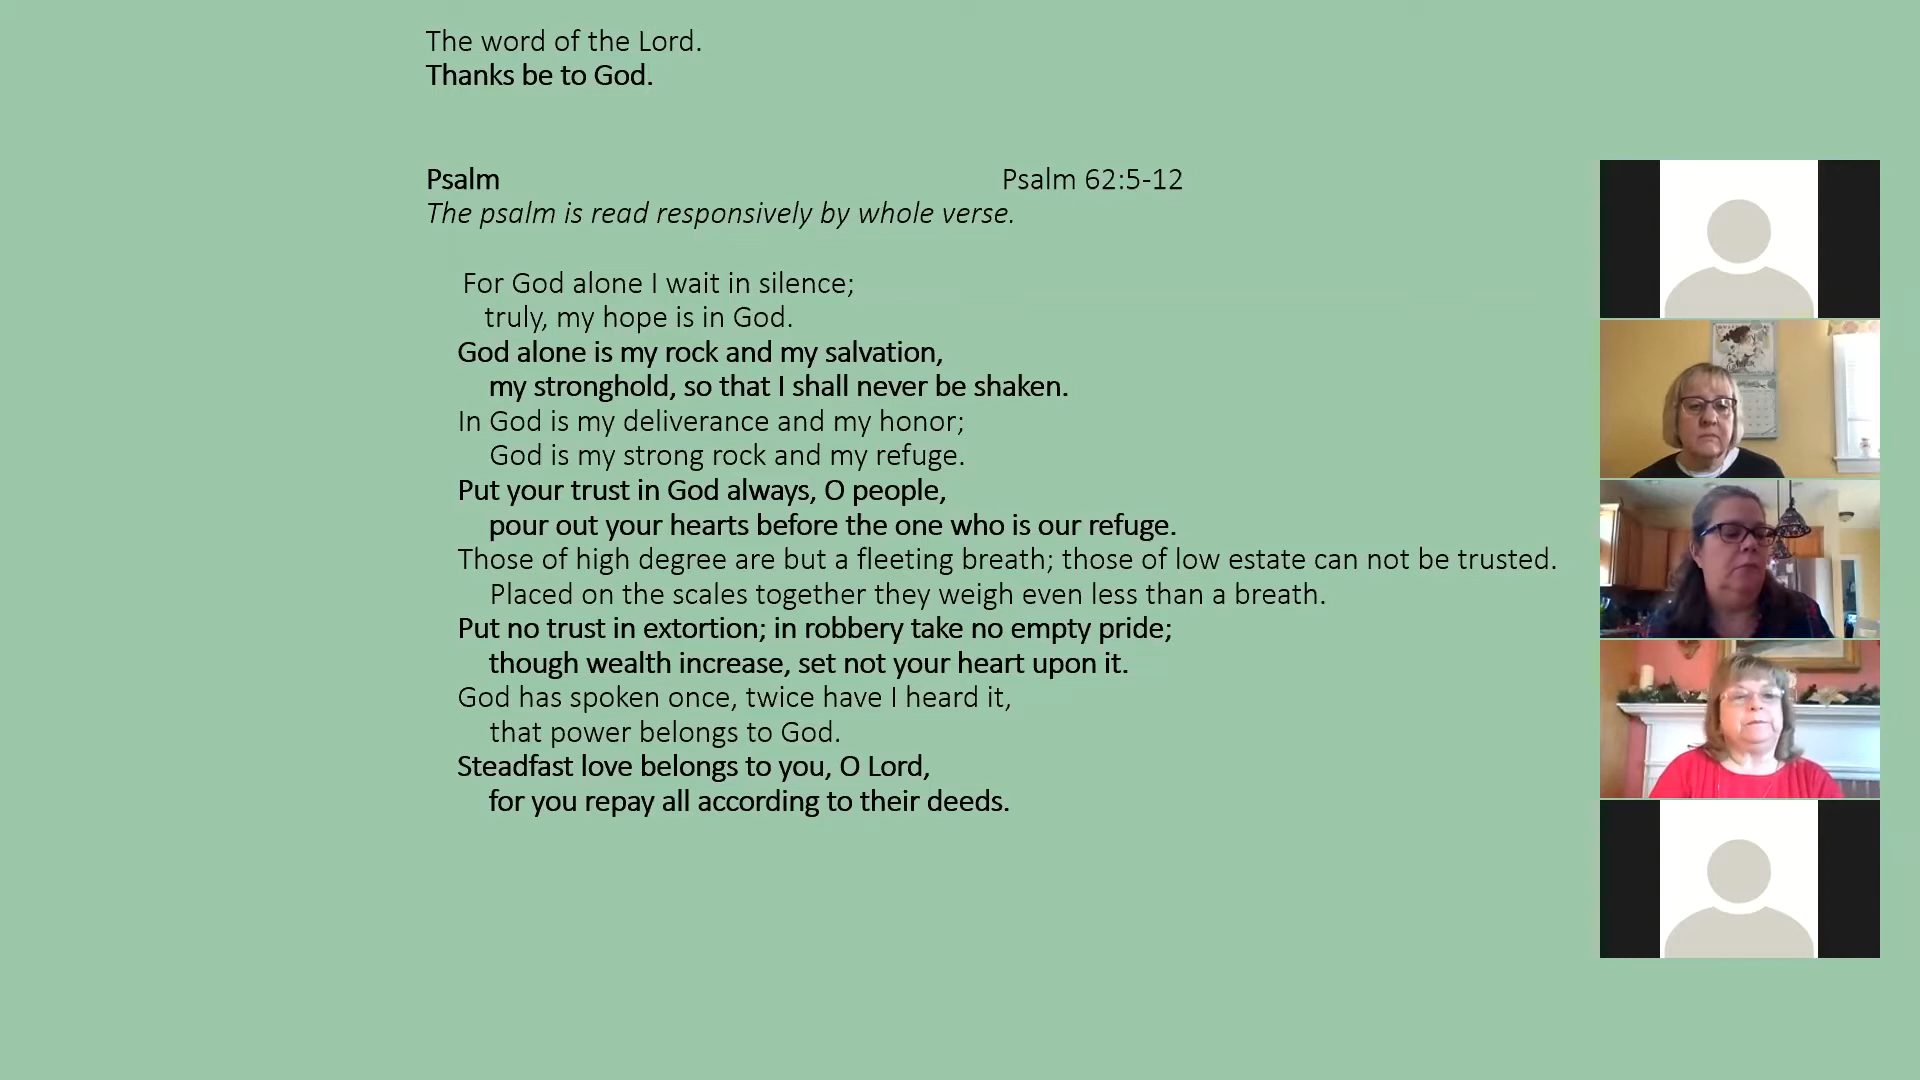 The word of the Lord.
Thanks be to God.
Psalm Psalm 62:5-12
The psalm is read responsively by whole verse.
For God alone I wait in silence;
truly, my hope is in God.
God alone is my rock and my salvation,
my stronghold, so that I shall never be shaken.
In God is my deliverance and my honor;
God is my strong rock and my refuge.
Put your trust in God always, O people,
pour out your hearts before the one who is our refuge.
Those of high degree are but a fleeting breath; those of low estate can not be trusted.
Placed on the scales together they weigh even less than a breath.
Put no trust in extortion; in robbery take no empty pride;
though wealth increase, set not your heart upon it.
God has spoken once, twice have I heard it,
that power belongs to God.
Steadfast love belongs to you, O Lord,
for you repay all according to their deeds.